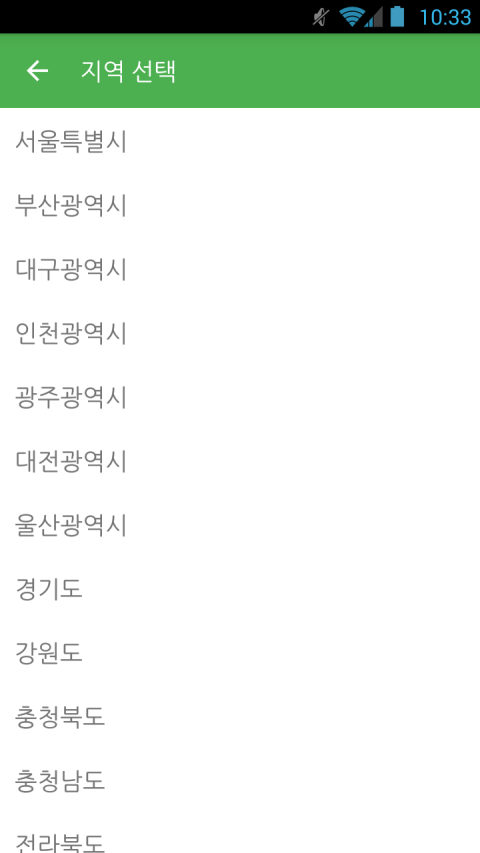 10:33
지역 선택
서울특별시
부산광역시
대구광역시
인천광역시
광주광역시
대전광역시
울산광역시
경기도
강원도
충청북도
충청남도
전라북도